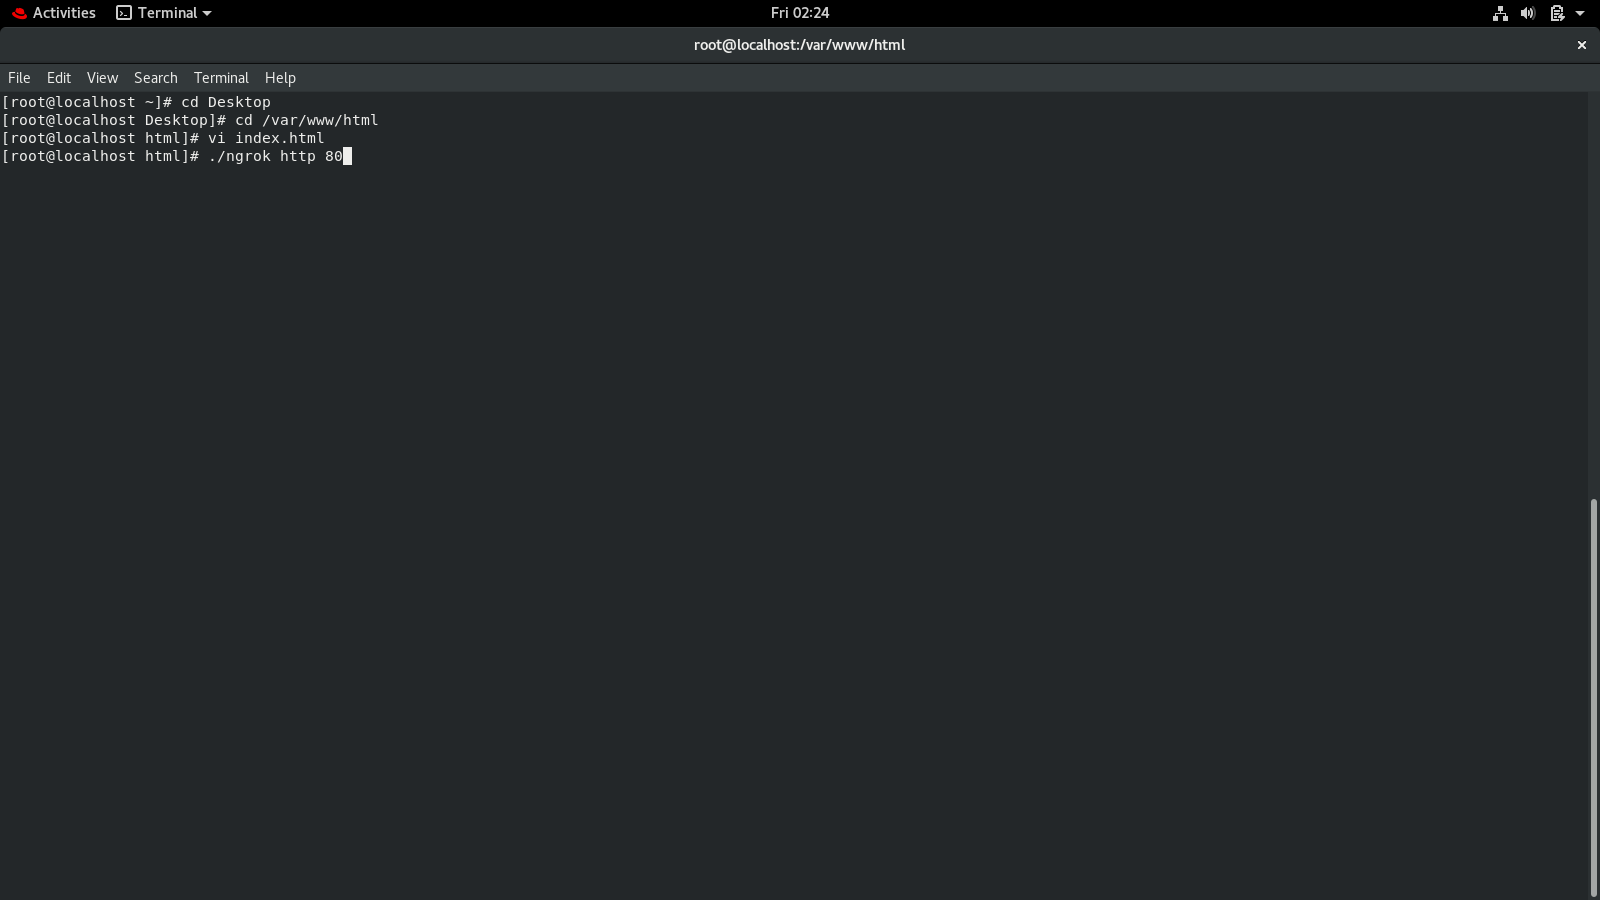 Activities Terminal Fri 02:24
root@localhost:/var/www/html
File Edit View Search Terminal Help
[root@localhost ~]# cd Desktop
[root@localhost Desktop]# cd /var/www/html
[root@localhost html]# vi index.html
[root@localhost html]# ./ngrok http 80